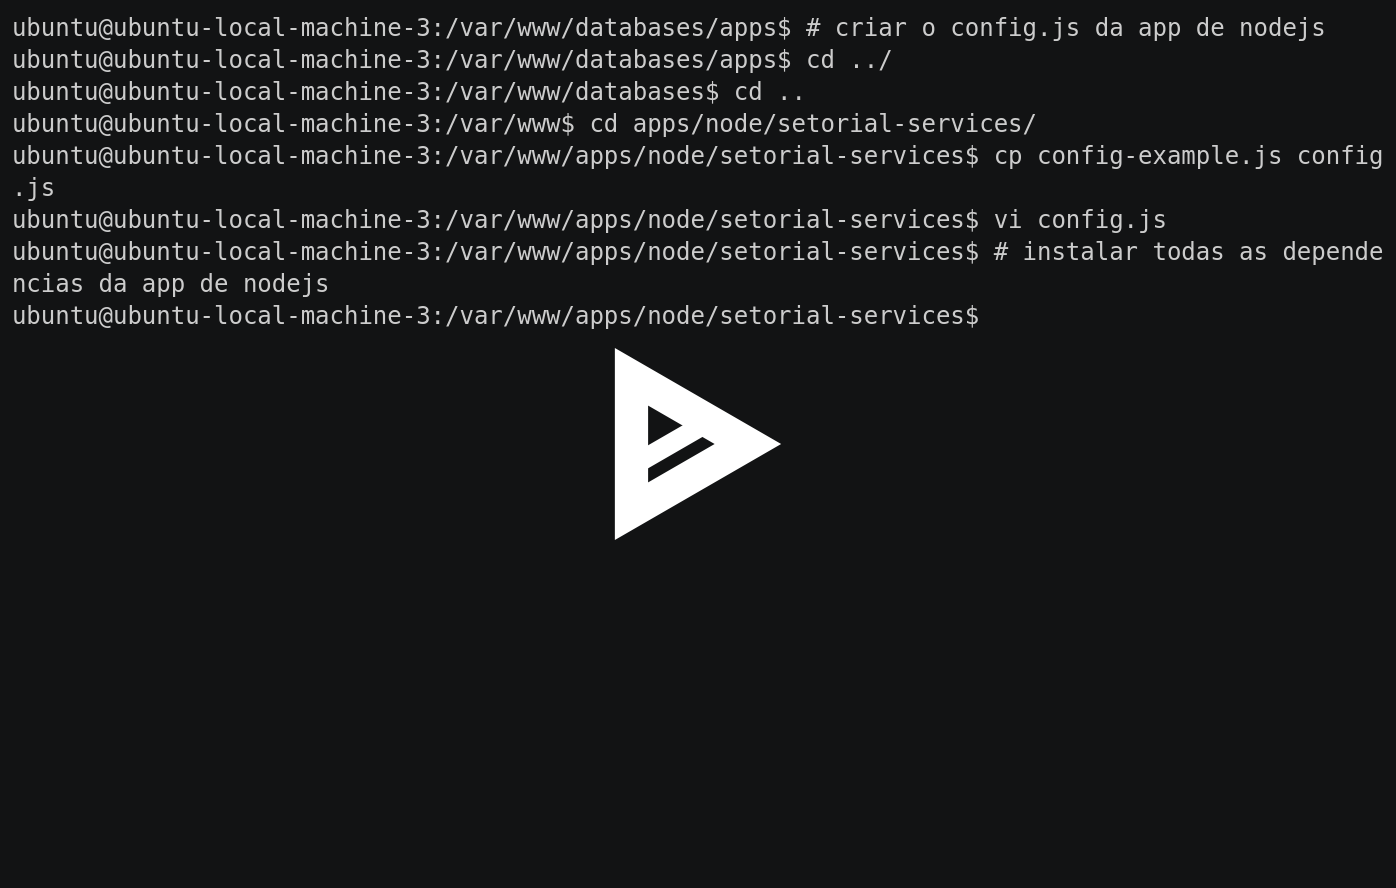 ubuntu@ubuntu-local-machine-3:/var/www/databases/apps$ # criar o config.js da app de nodejs
ubuntu@ubuntu-local-machine-3:/var/www/databases/apps$ cd ../
ubuntu@ubuntu-local-machine-3:/var/www/databases$ cd ..
ubuntu@ubuntu-local-machine-3:/var/www$ cd apps/node/setorial-services/
ubuntu@ubuntu-local-machine-3:/var/www/apps/node/setorial-services$ cp config-example.js config
.js
ubuntu@ubuntu-local-machine-3:/var/www/apps/node/setorial-services$ vi config.js
ubuntu@ubuntu-local-machine-3:/var/www/apps/node/setorial-services$ # instalar todas as depende
ncias da app de nodejs
ubuntu@ubuntu-local-machine-3:/var/www/apps/node/setorial-services$